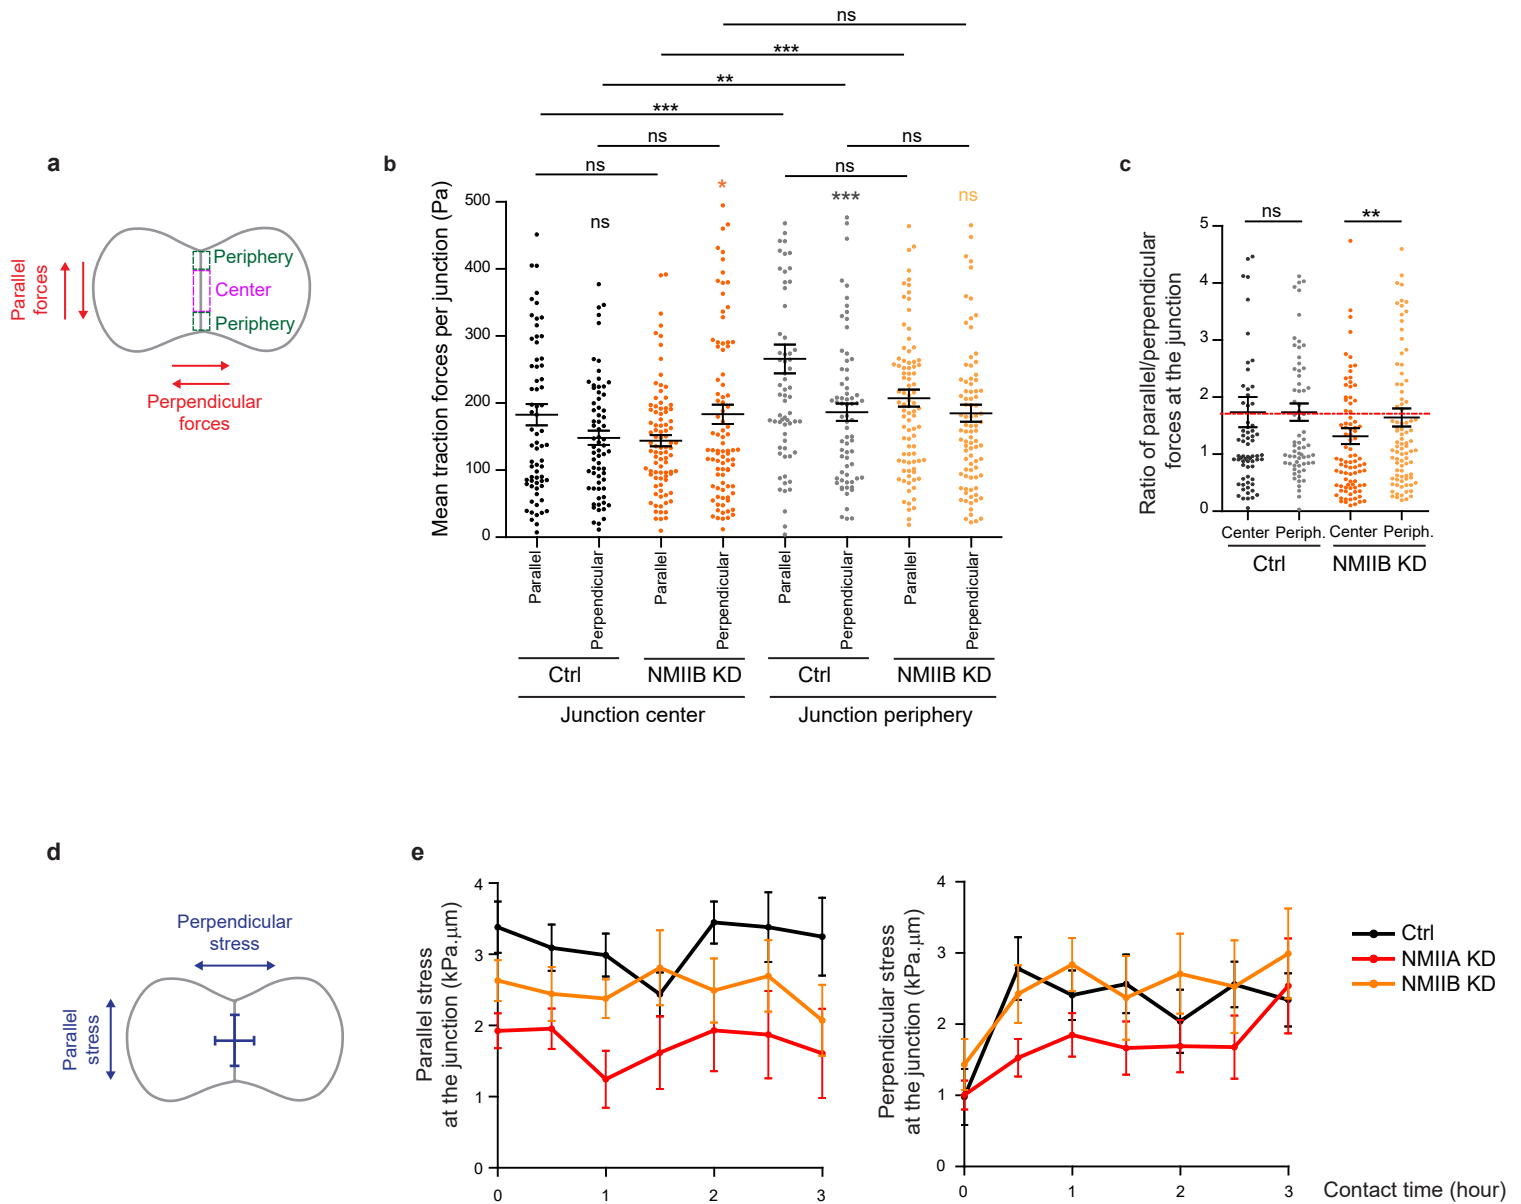 a
Parallel
forces
Periphery
Center
Periphery
Perpendicular
forces
b
ns
***
**
***
ns
ns
ns
ns
ns
*
***
ns
Mean traction forces per junction (Pa)
500
400
300
200
100
0
Parallel
Perpendicular
Parallel
Perpendicular
Parallel
Perpendicular
Parallel
Perpendicular
Ctrl
NMIIB KD
Ctrl
NMIIB KD
Junction center
Junction periphery
c
ns
**
Ratio of parallel/perpendicular
forces at the junction
5
4
3
2
1
0
Center Periph. Center Periph.
Ctrl
NMIIB KD
d
Perpendicular
stress
Parallel
stress
e
Parallel stress
at the junction (kPa.µm)
4
3
2
1
0
0 1 2 3
Perpendicular stress
at the junction (kPa.µm)
4
3
2
1
0
0 1 2 3
Contact time (hour)
Ctrl
NMIIA KD
NMIIB KD